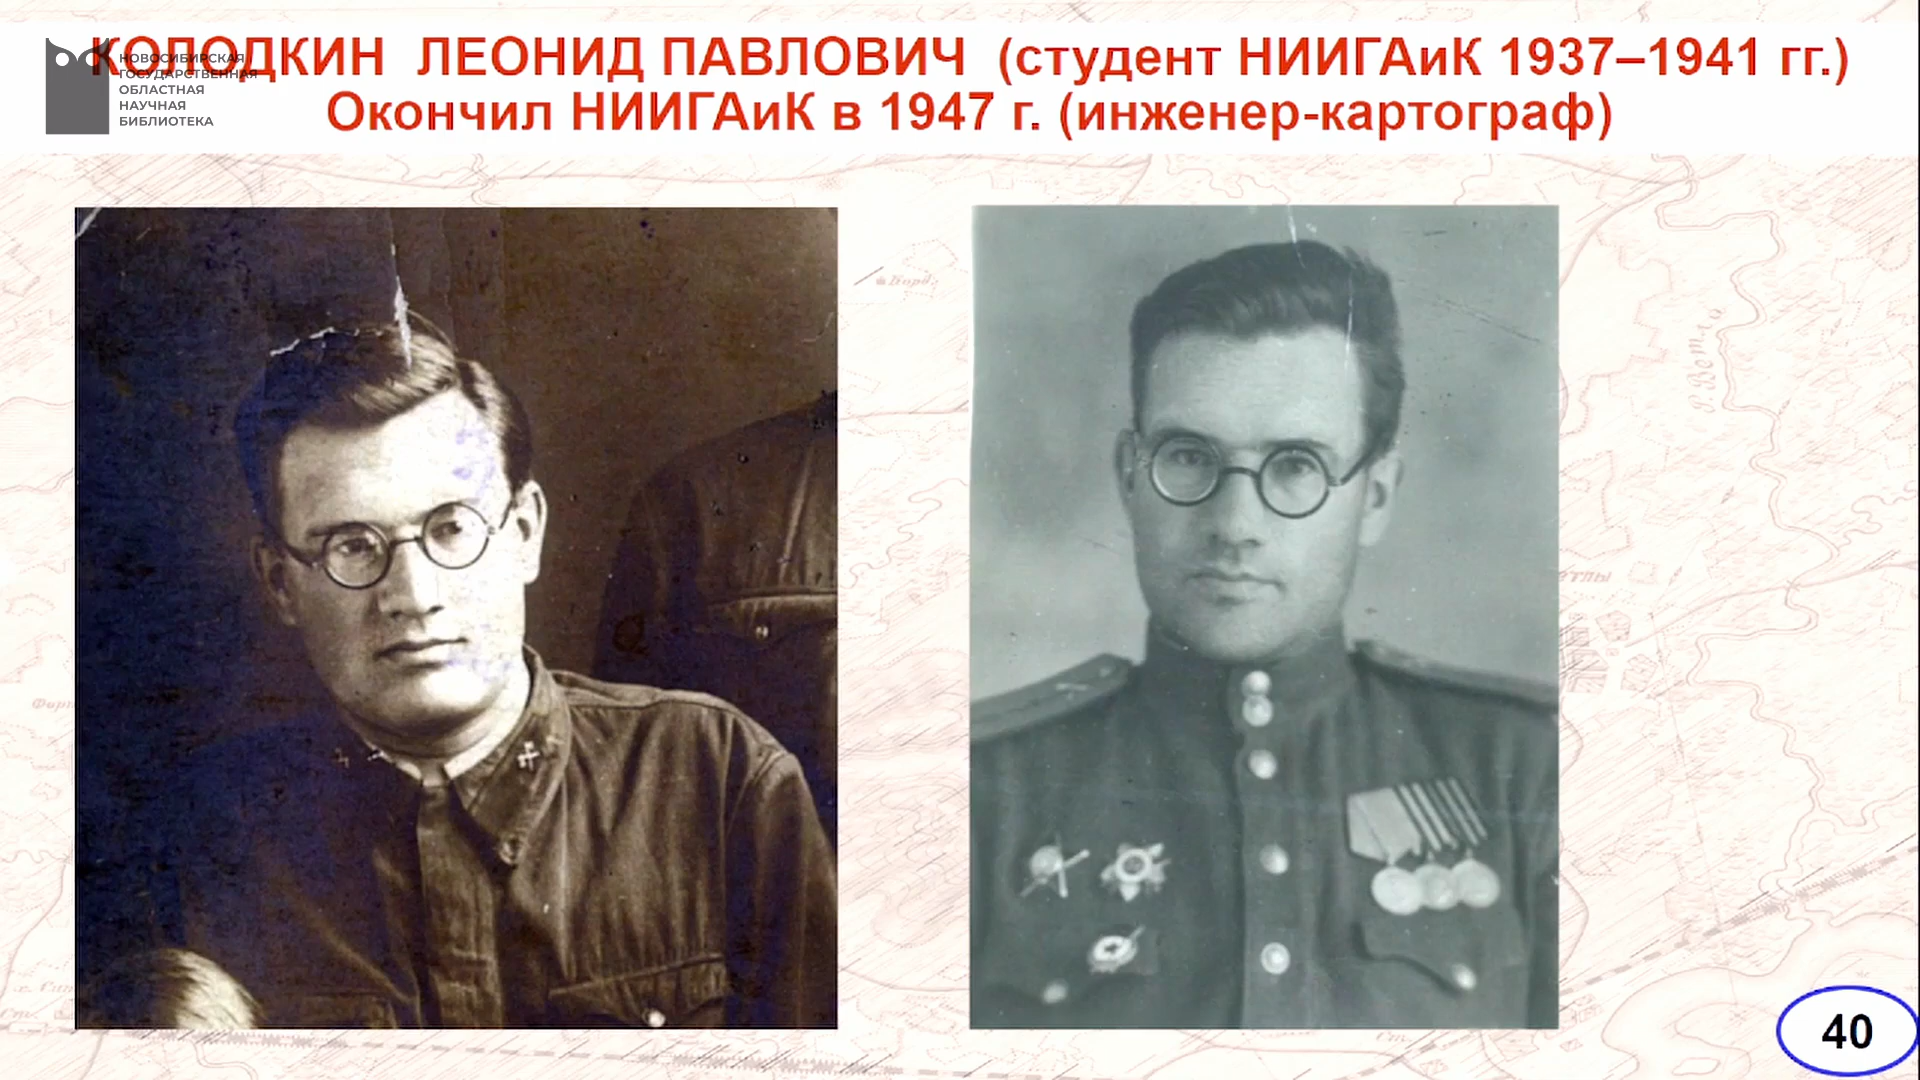 КОЛОДКИН ЛЕОНИД ПАВЛОВИЧ (студент НИИГАиК 1937–1941 гг.)
Окончил НИИГАиК в 1947 г. (инженер-картограф)
НОВОСИБИРСКАЯ
ГОСУДАРСТВЕННАЯ
ОБЛАСТНАЯ
НАУЧНАЯ
БИБЛИОТЕКА
40